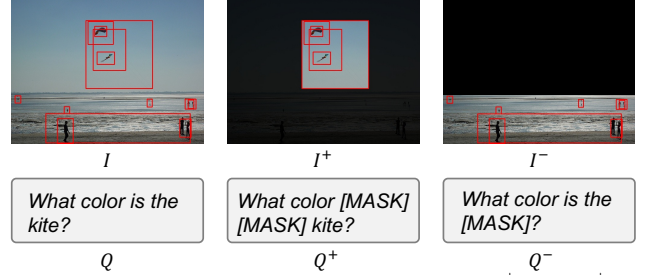 I
I⁺
I⁻
What color is the
kite?
What color [MASK]
[MASK] kite?
What color is the
[MASK]?
Q
Q⁺
Q⁻